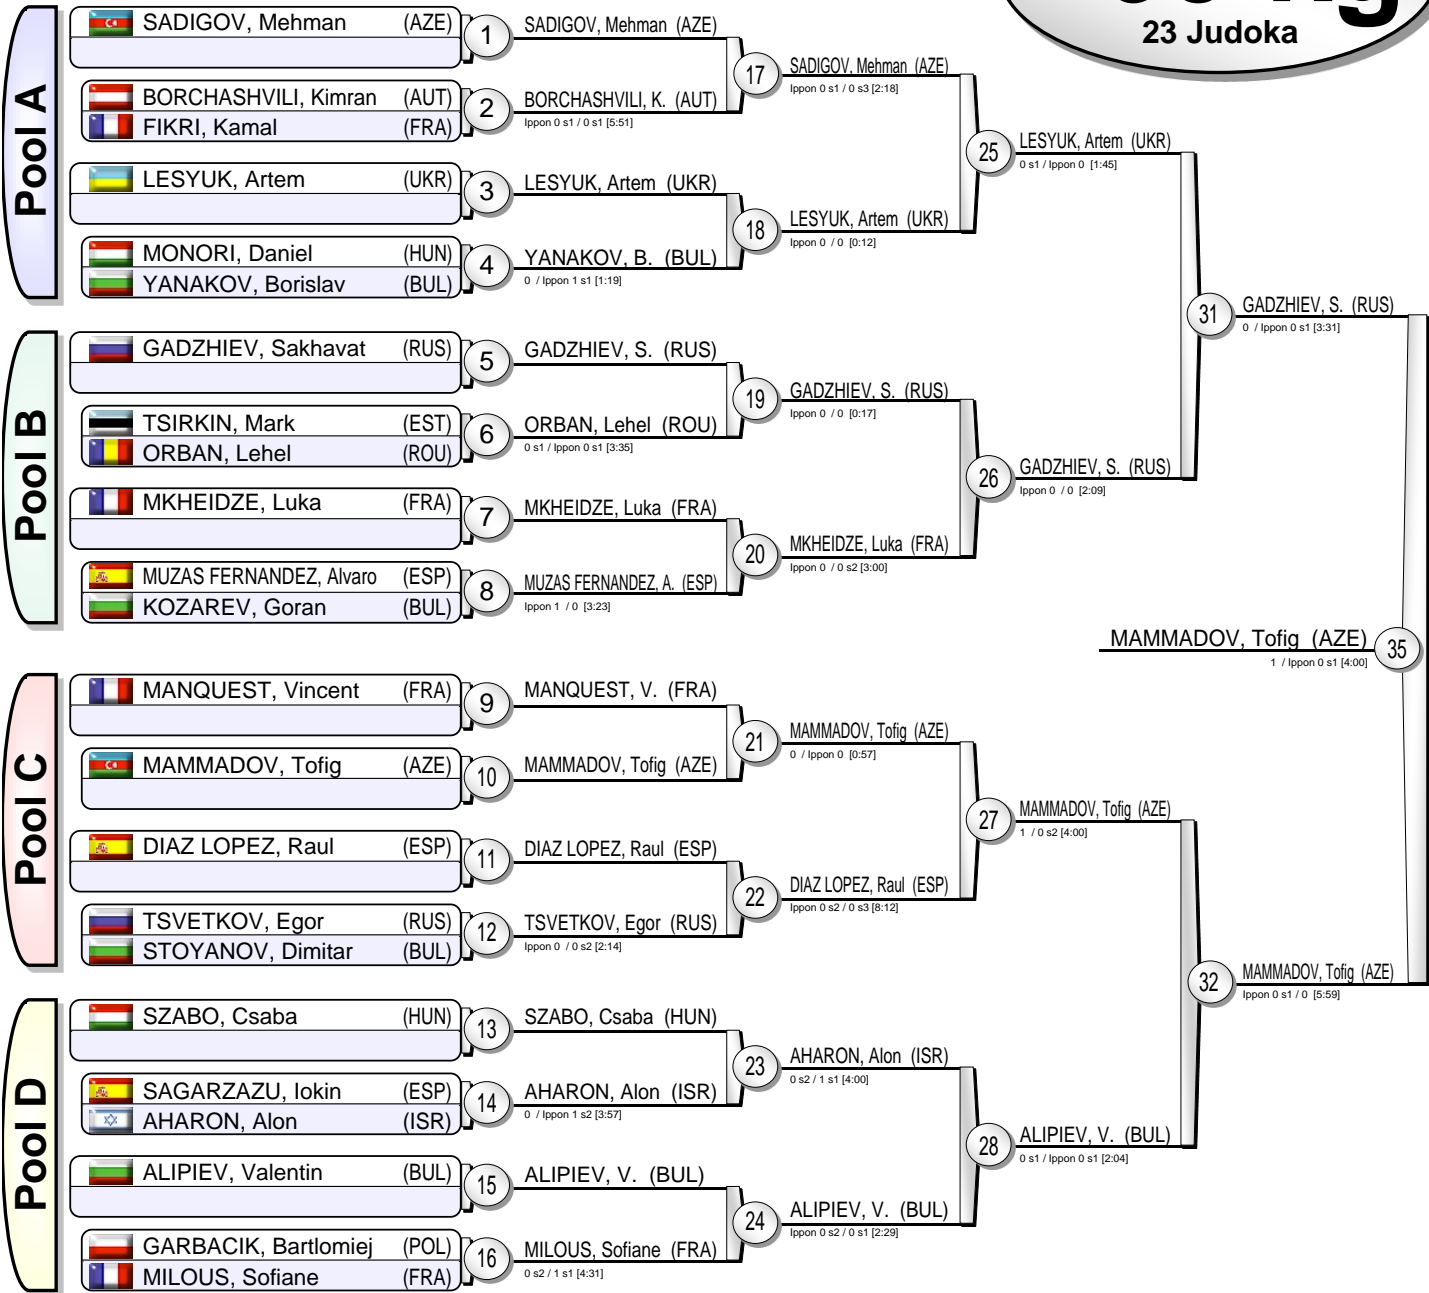 23 Judoka
Pool A
SADIGOV, Mehman (AZE)
1
BORCHASHVILI, Kimran (AUT)
FIKRI, Kamal (FRA)
2
LESYUK, Artem (UKR)
3
MONORI, Daniel (HUN)
YANAKOV, Borislav (BUL)
4
Pool B
GADZHIEV, Sakhavat (RUS)
5
TSIRKIN, Mark (EST)
ORBAN, Lehel (ROU)
6
MKHEIDZE, Luka (FRA)
7
MUZAS FERNANDEZ, Alvaro (ESP)
KOZAREV, Goran (BUL)
8
Pool C
MANQUEST, Vincent (FRA)
9
MAMMADOV, Tofig (AZE)
10
DIAZ LOPEZ, Raul (ESP)
11
TSVETKOV, Egor (RUS)
STOYANOV, Dimitar (BUL)
12
Pool D
SZABO, Csaba (HUN)
13
SAGARZAZU, Iokin (ESP)
AHARON, Alon (ISR)
14
ALIPIEV, Valentin (BUL)
15
GARBACIK, Bartlomiej (POL)
MILOUS, Sofiane (FRA)
16
SADIGOV, Mehman (AZE)
BORCHASHVILI, K. (AUT)
Ippon 0 s1 / 0 s1 [5:51]
LESYUK, Artem (UKR)
YANAKOV, B. (BUL)
0 / Ippon 1 s1 [1:19]
GADZHIEV, S. (RUS)
ORBAN, Lehel (ROU)
0 s1 / Ippon 0 s1 [3:35]
MKHEIDZE, Luka (FRA)
MUZAS FERNANDEZ, A. (ESP)
Ippon 1 / 0 [3:23]
MANQUEST, V. (FRA)
MAMMADOV, Tofig (AZE)
DIAZ LOPEZ, Raul (ESP)
TSVETKOV, Egor (RUS)
Ippon 0 / 0 s2 [2:14]
SZABO, Csaba (HUN)
AHARON, Alon (ISR)
0 / Ippon 1 s2 [3:57]
ALIPIEV, V. (BUL)
MILOUS, Sofiane (FRA)
0 s2 / 1 s1 [4:31]
17
SADIGOV, Mehman (AZE)
Ippon 0 s1 / 0 s3 [2:18]
18
LESYUK, Artem (UKR)
Ippon 0 / 0 [0:12]
19
GADZHIEV, S. (RUS)
Ippon 0 / 0 [0:17]
20
MKHEIDZE, Luka (FRA)
Ippon 0 / 0 s2 [3:00]
21
MAMMADOV, Tofig (AZE)
0 / Ippon 0 [0:57]
22
DIAZ LOPEZ, Raul (ESP)
Ippon 0 s2 / 0 s3 [8:12]
23
AHARON, Alon (ISR)
0 s2 / 1 s1 [4:00]
24
ALIPIEV, V. (BUL)
Ippon 0 s2 / 0 s1 [2:29]
25
LESYUK, Artem (UKR)
0 s1 / Ippon 0 [1:45]
26
GADZHIEV, S. (RUS)
Ippon 0 / 0 [2:09]
27
MAMMADOV, Tofig (AZE)
1 / 0 s2 [4:00]
28
ALIPIEV, V. (BUL)
0 s1 / Ippon 0 s1 [2:04]
31
GADZHIEV, S. (RUS)
0 / Ippon 0 s1 [3:31]
32
MAMMADOV, Tofig (AZE)
Ippon 0 s1 / 0 [5:59]
MAMMADOV, Tofig (AZE)
1 / Ippon 0 s1 [4:00]
35